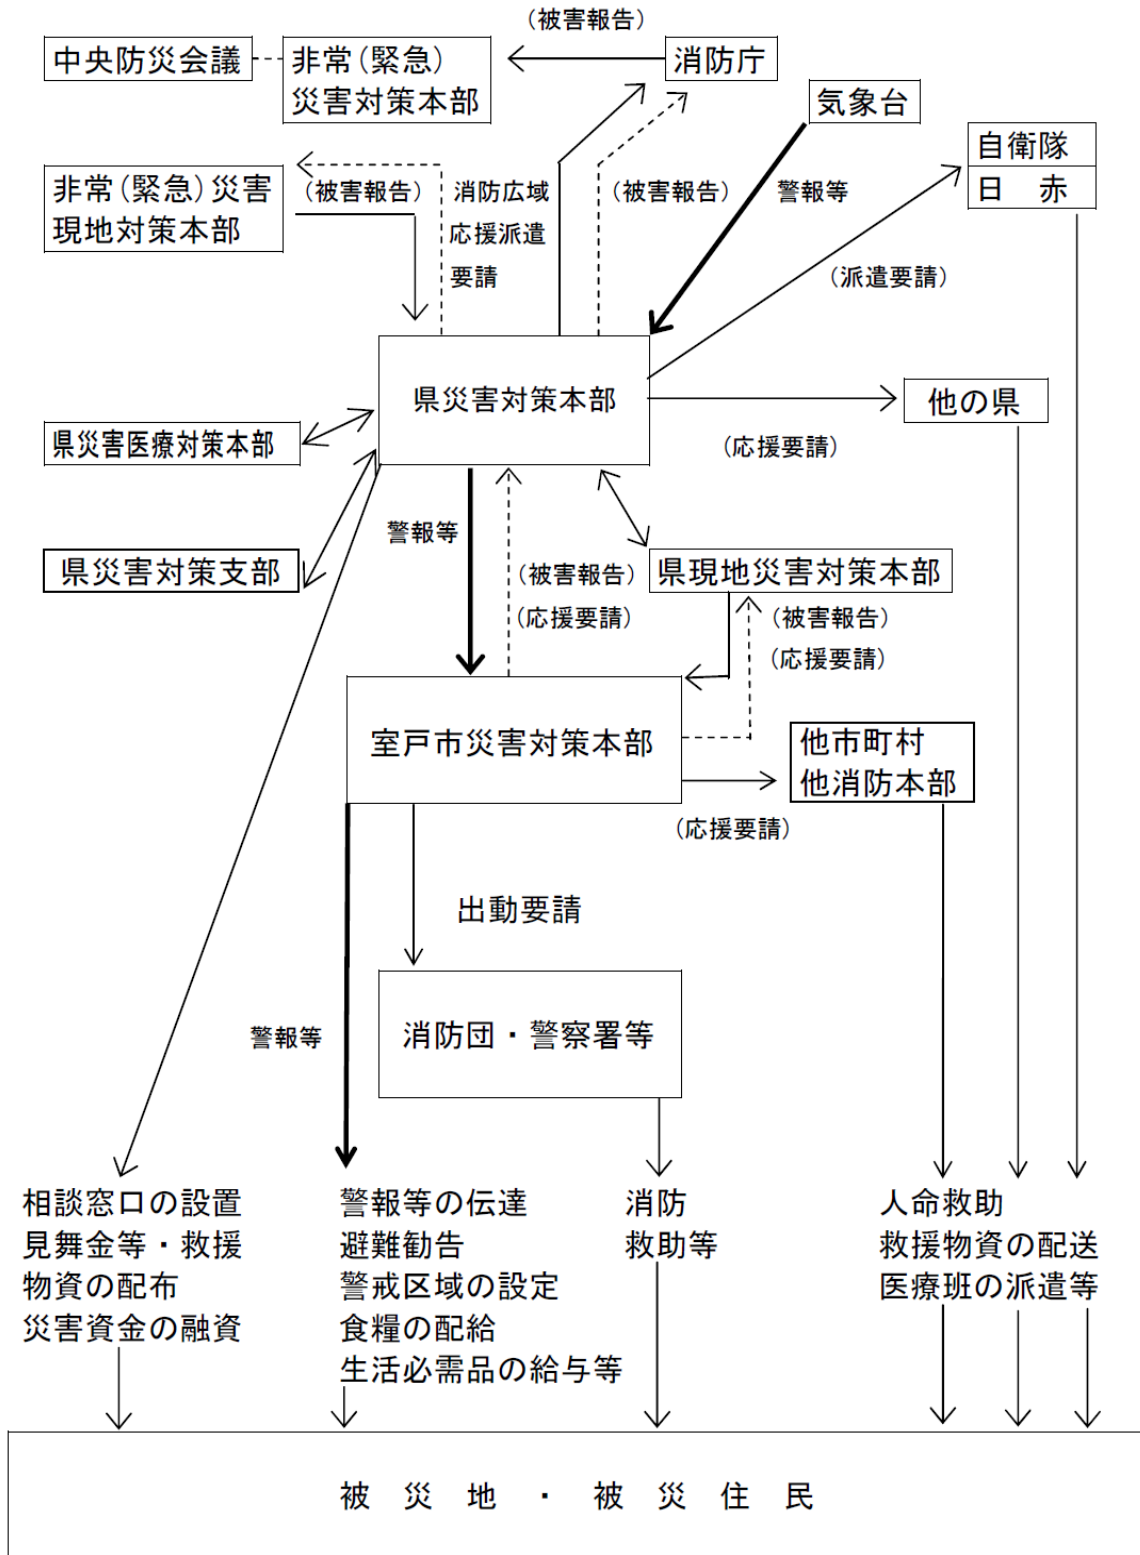 (被害報告)
中央防災会議
非常(緊急)
災害対策本部
消防庁
気象台
自衛隊
日 赤
非常(緊急)災害
現地対策本部
(被害報告)
消防広域
応援派遣
要請
(被害報告)
警報等
(派遣要請)
県災害対策本部
他の県
県災害医療対策本部
(応援要請)
警報等
県災害対策支部
(被害報告)
(応援要請)
県現地災害対策本部
(被害報告)
(応援要請)
室戸市災害対策本部
他市町村
他消防本部
(応援要請)
出動要請
消防団・警察署等
警報等
相談窓口の設置
見舞金等・救援
物資の配布
災害資金の融資
警報等の伝達
避難勧告
警戒区域の設定
食糧の配給
生活必需品の給与等
消防
救助等
人命救助
救援物資の配送
医療班の派遣等
被 災 地 ・ 被 災 住 民